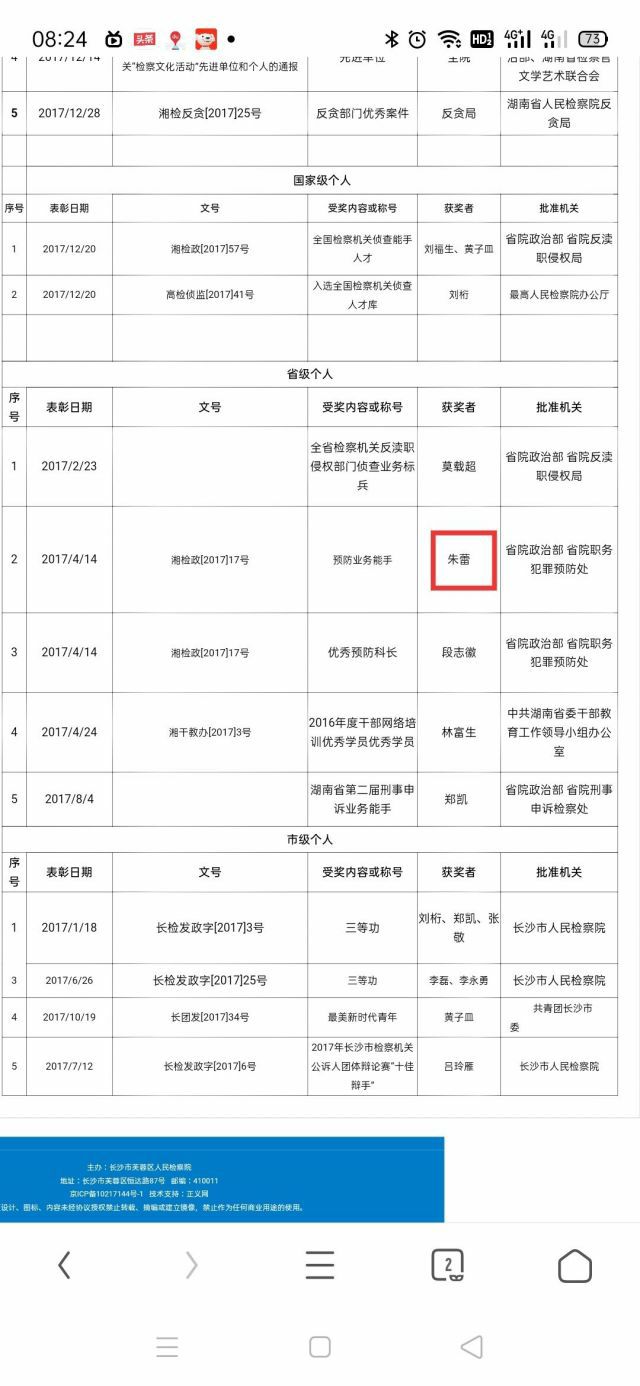 08:24 头条 HD 4G 4G 73
4 2017/12/14 关"检察文化活动"先进单位和个人的通报 先进单位 全院 治部、湖南省检察官
文学艺术联合会
5 2017/12/28 湘检反贪[2017]25号 反贪部门优秀案件 反贪局 湖南省人民检察院反
贪局
国家级个人
序号 表彰日期 文号 受奖内容或称号 获奖者 批准机关
1 2017/12/20 湘检政[2017]57号 全国检察机关侦查能手
人才 刘福生、黄子皿 省院政治部 省院反渎
职侵权局
2 2017/12/20 高检侦监[2017]41号 入选全国检察机关侦查
人才库 刘桁 最高人民检察院办公厅
省级个人
序
号 表彰日期 文号 受奖内容或称号 获奖者 批准机关
1 2017/2/23 全省检察机关反渎职
侵权部门侦查业务标
兵 莫载超 省院政治部 省院反渎
职侵权局
2 2017/4/14 湘检政[2017]17号 预防业务能手 朱蕾 省院政治部 省院职务
犯罪预防处
3 2017/4/14 湘检政[2017]17号 优秀预防科长 段志徽 省院政治部 省院职务
犯罪预防处
4 2017/4/24 湘干教办[2017]3号 2016年度干部网络培
训优秀学员优秀学员 林富生 中共湖南省委干部教
育工作领导小组办公
室
5 2017/8/4 湖南省第二届刑事申
诉业务能手 郑凯 省院政治部 省院刑事
申诉检察处
市级个人
序
号 表彰日期 文号 受奖内容或称号 获奖者 批准机关
1 2017/1/18 长检发政字[2017]3号 三等功 刘桁、郑凯、张
敬 长沙市人民检察院
3 2017/6/26 长检发政字[2017]25号 三等功 李磊、李永勇 长沙市人民检察院
4 2017/10/19 长团发[2017]34号 最美新时代青年 黄子皿 共青团长沙市
委
5 2017/7/12 长检发政字[2017]6号 2017年长沙市检察机关
公诉人团体辩论赛"十佳
辩手" 吕玲雁 长沙市人民检察院
主办：长沙市芙蓉区人民检察院
地址：长沙市芙蓉区恒达路87号 邮编：410011
京ICP备10217144号-1 技术支持：正义网
设计、图标、内容未经协议授权禁止转载、摘编或建立镜像，禁止作为任何商业用途的使用。
2